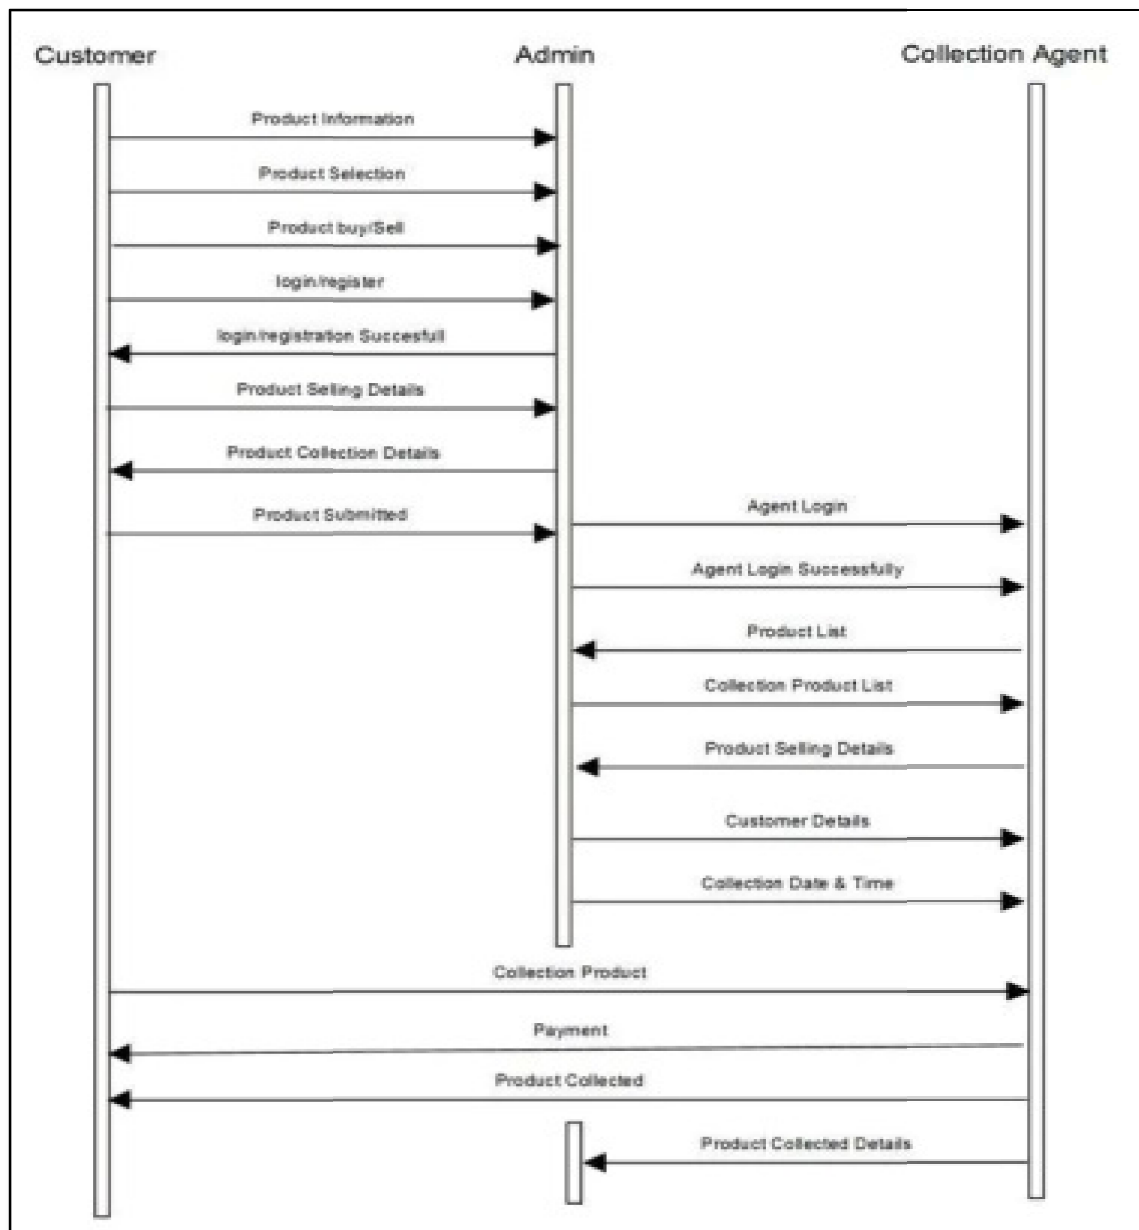 Customer
Admin
Collection Agent
Product Information
Product Selection
Product buy/Sell
login/register
login/registration Succesfull
Product Selling Details
Product Collection Details
Product Submitted
Agent Login
Agent Login Successfully
Product List
Collection Product List
Product Selling Details
Customer Details
Collection Date & Time
Collection Product
Payment
Product Collected
Product Collected Details